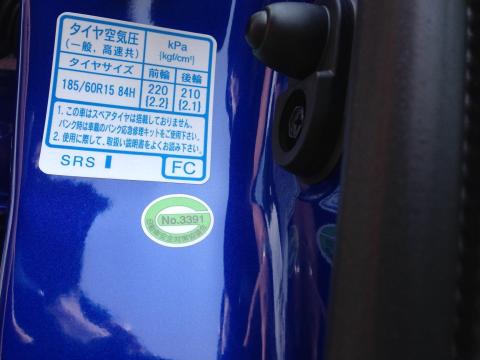 タイヤ空気圧
(一般, 高速共)
kPa
{kgf/cm²}
タイヤサイズ 前輪 後輪
185/60R15 84H 220 {2.2} 210 {2.1}
1. この車はスペアタイヤは搭載しておりません。
パンク時は車載のパンク応急修理キットをご使用下さい。
2. 使用に際して、取扱い説明書をよくお読み下さい。
SRS FC
No.3391